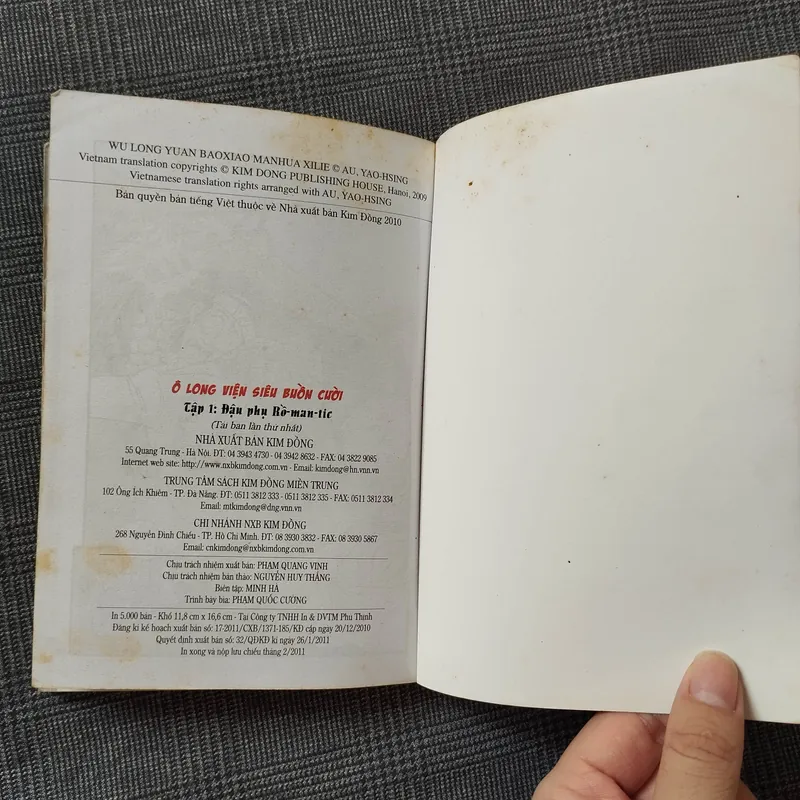 WU LONG YUAN BAOXIAO MANHUA XILIE © AU, YAO-HSING
Vietnam translation copyrights © KIM DONG PUBLISHING HOUSE, Hanoi, 2009
Vietnamese translation rights arranged with AU, YAO-HSING
Bản quyền bản tiếng Việt thuộc về Nhà xuất bản Kim Đồng 2010
Ô LONG VIỆN SIÊU BUỒN CƯỜI
Tập 1: Đậu phụ Rô-man-tic
(Tái bản lần thứ nhất)
NHÀ XUẤT BẢN KIM ĐỒNG
55 Quang Trung - Hà Nội. ĐT: 04 3943 4730 - 04 3942 8632 - FAX: 04 3822 9085
Internet web site: http://www.nxbkimdong.com.vn - Email: kimdong@hn.vnn.vn
TRUNG TÂM SÁCH KIM ĐỒNG MIỀN TRUNG
102 Ông Ích Khiêm - TP. Đà Nẵng. ĐT: 0511 3812 333 - 0511 3812 335 - FAX: 0511 3812 334
Email: mtkimdong@dng.vnn.vn
CHI NHÁNH NXB KIM ĐỒNG
268 Nguyễn Đình Chiểu - TP. Hồ Chí Minh. ĐT: 08 3930 3832 - FAX: 08 3930 5867
Email: cnkimdong@nxbkimdong.com.vn
Chịu trách nhiệm xuất bản: PHẠM QUANG VINH
Chịu trách nhiệm bản thảo: NGUYỄN HUY THẮNG
Biên tập: MINH HÀ
Trình bày bìa: PHẠM QUỐC CƯỜNG
In 5.000 bản - Khổ 11,8 cm x 16,6 cm - Tại Công ty TNHH In & DVTM Phú Thịnh
Đăng kí kế hoạch xuất bản số: 17-2011/CXB/1371-185/KĐ cấp ngày 20/12/2010
Quyết định xuất bản số: 32/QĐKĐ kí ngày 26/1/2011
In xong và nộp lưu chiểu tháng 2/2011